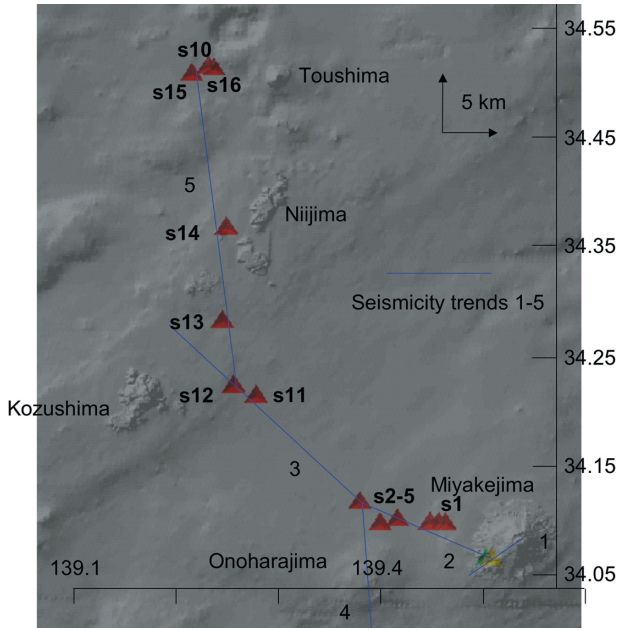 34.55
s10
Toushima
s15 s16
5 km
34.45
5
Niijima
s14
34.35
Seismicity trends 1-5
s13
34.25
s12 s11
Kozushima
3
34.15
Miyakejima
s2-5 s1
1
2
Onoharajima
139.1 139.4
34.05
4